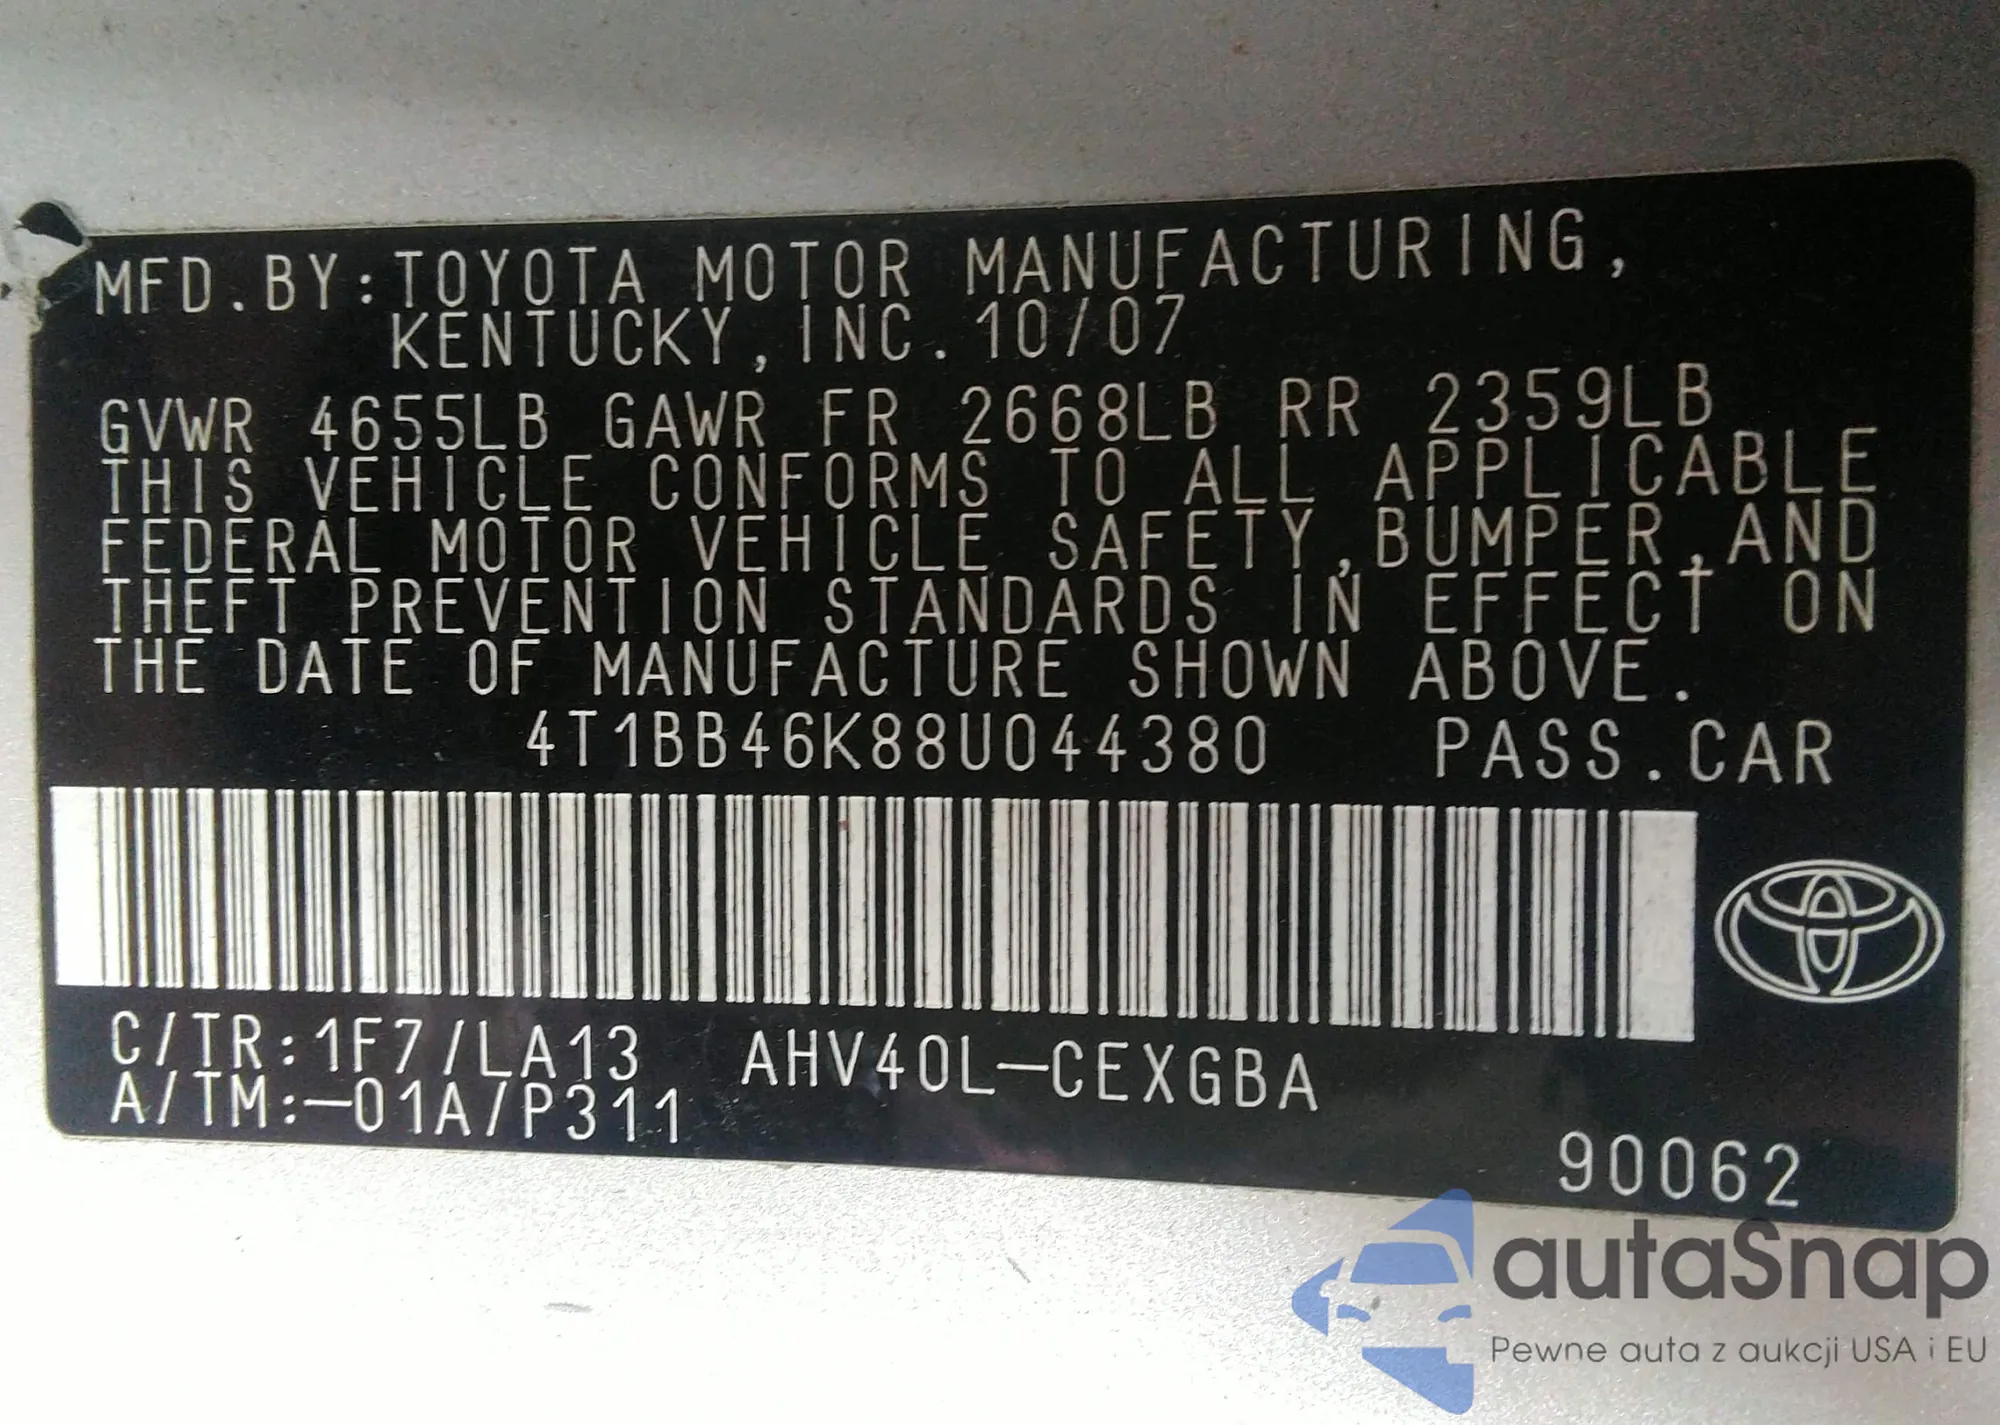 MFD.BY:TOYOTA MOTOR MANUFACTURING,
KENTUCKY,INC.10/07
GVWR 4655LB GAWR FR 2668LB RR 2359LB
THIS VEHICLE CONFORMS TO ALL APPLICABLE
FEDERAL MOTOR VEHICLE SAFETY,BUMPER,AND
THEFT PREVENTION STANDARDS IN EFFECT ON
THE DATE OF MANUFACTURE SHOWN ABOVE.
4T1BB46K88U044380 PASS.CAR
C/TR:1F7/LA13 AHV40L-CEXGBA
A/TM:-01A/P311
90062
autaSnap
Pewne auta z aukcji USA i EU